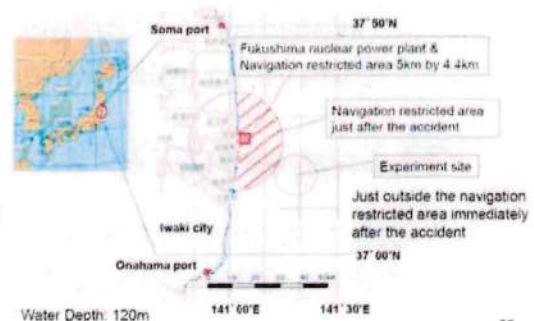 37°50'N
Soma port
Fukushima nuclear power plant &
Navigation restricted area 5km by 4.4km
Navigation restricted area
just after the accident
Experiment site
Just outside the navigation
restricted area immediately
after the accident
Iwaki city
37°00'N
Onahama port
141°00'E
141°30'E
Water Depth: 120m